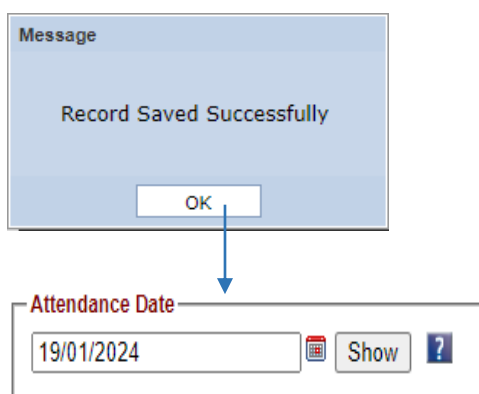 Message
Record Saved Successfully
OK
Attendance Date
19/01/2024 Show ?